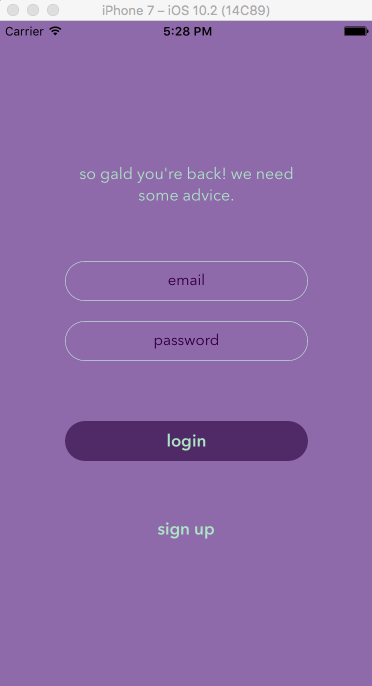 iPhone 7 – iOS 10.2 (14C89)
Carrier 5:28 PM
so gald you're back! we need
some advice.
email
password
login
sign up